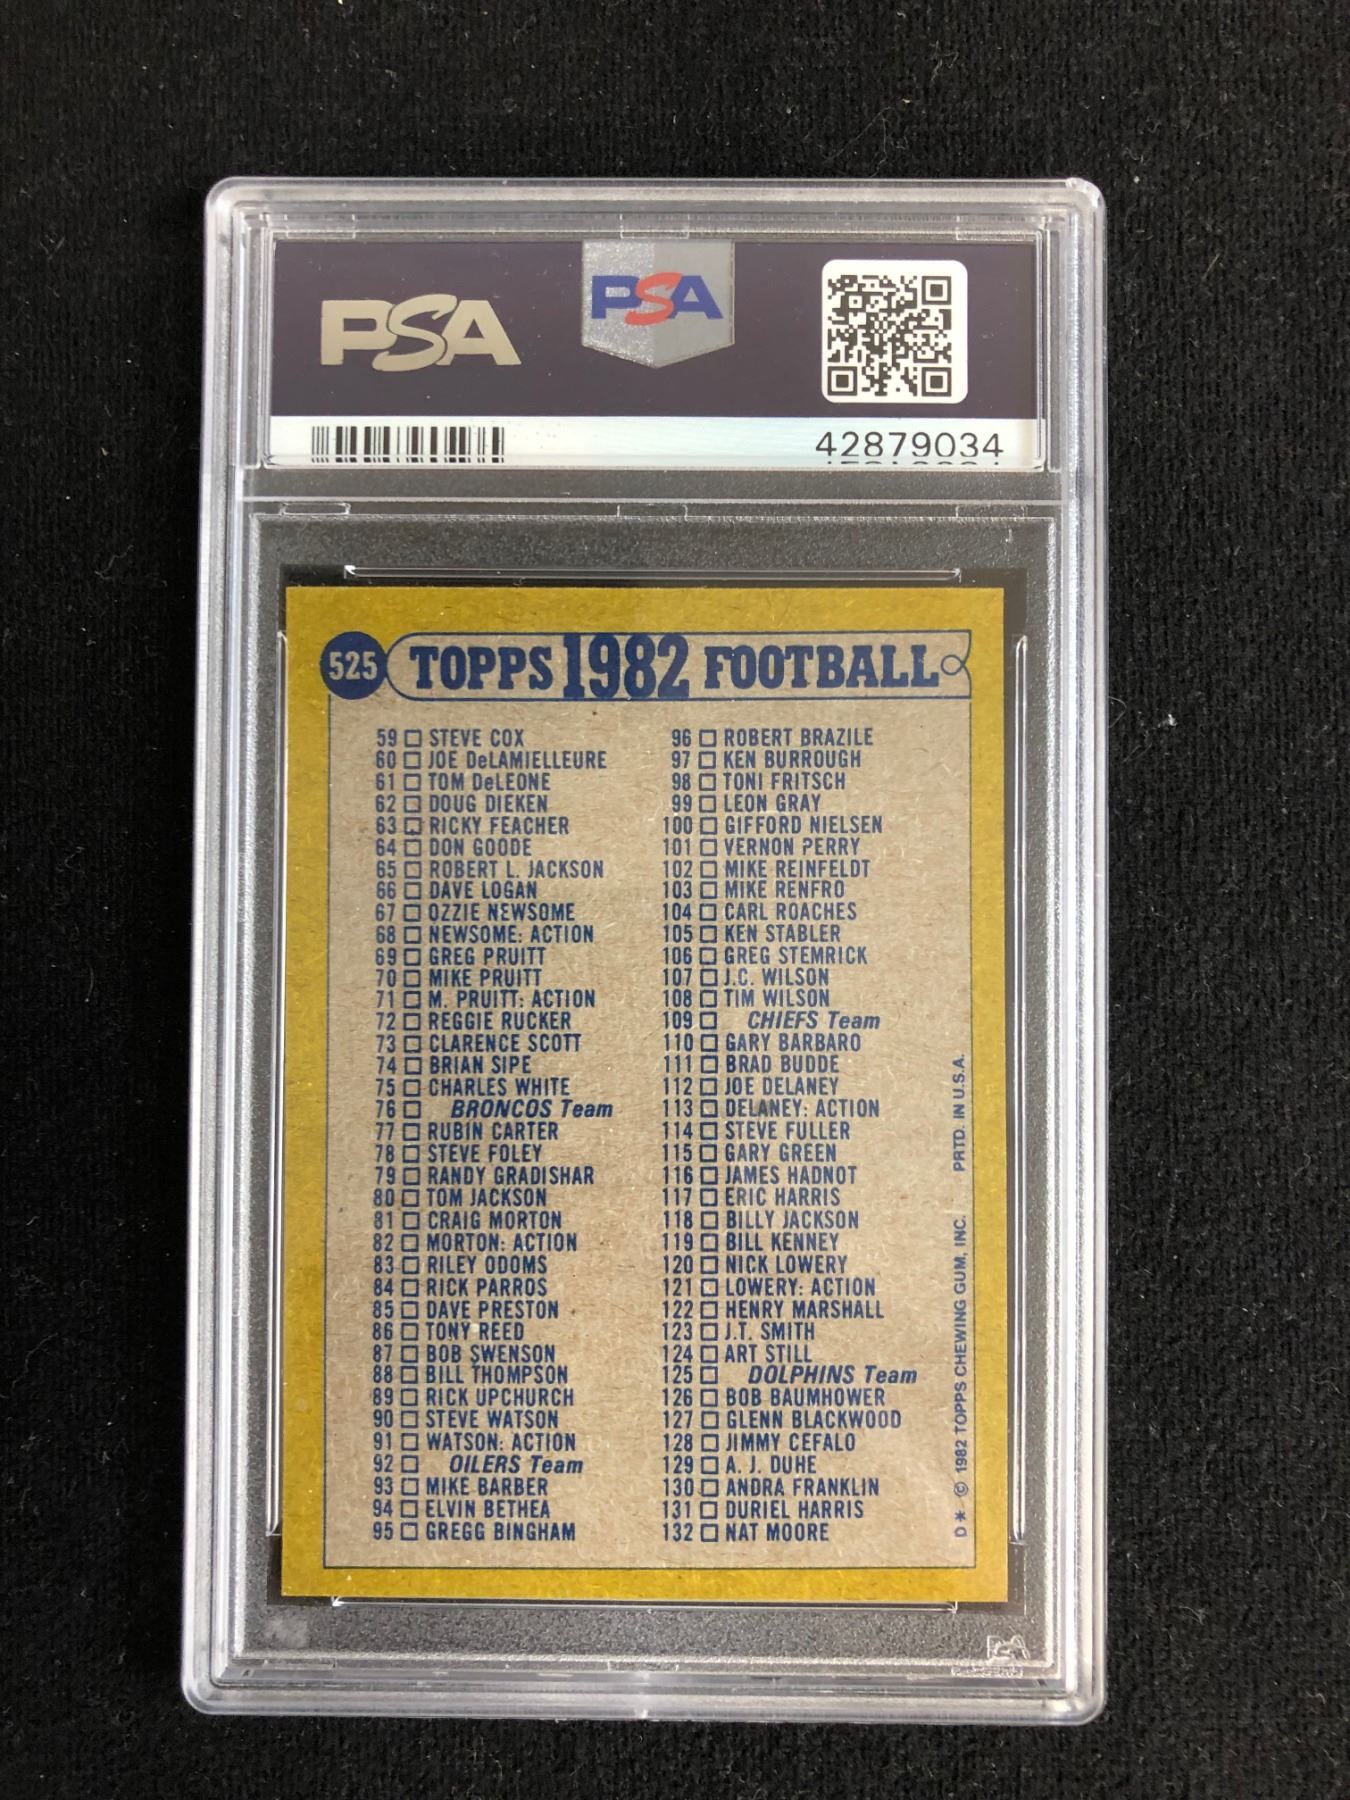 PSA
PSA
42879034
525 TOPPS 1982 FOOTBALL
59 STEVE COX
60 JOE DeLAMIELLEURE
61 TOM DeLEONE
62 DOUG DIEKEN
63 RICKY FEACHER
64 DON GOODE
65 ROBERT L. JACKSON
66 DAVE LOGAN
67 OZZIE NEWSOME
68 NEWSOME: ACTION
69 GREG PRUITT
70 MIKE PRUITT
71 M. PRUITT: ACTION
72 REGGIE RUCKER
73 CLARENCE SCOTT
74 BRIAN SIPE
75 CHARLES WHITE
76 BRONCOS Team
77 RUBIN CARTER
78 STEVE FOLEY
79 RANDY GRADISHAR
80 TOM JACKSON
81 CRAIG MORTON
82 MORTON: ACTION
83 RILEY ODOMS
84 RICK PARROS
85 DAVE PRESTON
86 TONY REED
87 BOB SWENSON
88 BILL THOMPSON
89 RICK UPCHURCH
90 STEVE WATSON
91 WATSON: ACTION
92 OILERS Team
93 MIKE BARBER
94 ELVIN BETHEA
95 GREGG BINGHAM
96 ROBERT BRAZILE
97 KEN BURROUGH
98 TONI FRITSCH
99 LEON GRAY
100 GIFFORD NIELSEN
101 VERNON PERRY
102 MIKE REINFELDT
103 MIKE RENFRO
104 CARL ROACHES
105 KEN STABLER
106 GREG STEMRICK
107 J.C. WILSON
108 TIM WILSON
109 CHIEFS Team
110 GARY BARBARO
111 BRAD BUDDE
112 JOE DELANEY
113 DELANEY: ACTION
114 STEVE FULLER
115 GARY GREEN
116 JAMES HADNOT
117 ERIC HARRIS
118 BILLY JACKSON
119 BILL KENNEY
120 NICK LOWERY
121 LOWERY: ACTION
122 HENRY MARSHALL
123 J.T. SMITH
124 ART STILL
125 DOLPHINS Team
126 BOB BAUMHOWER
127 GLENN BLACKWOOD
128 JIMMY CEFALO
129 A. J. DUHE
130 ANDRA FRANKLIN
131 DURIEL HARRIS
132 NAT MOORE
D* © 1982 TOPPS CHEWING GUM, INC. PRTD. IN U.S.A.
PSA